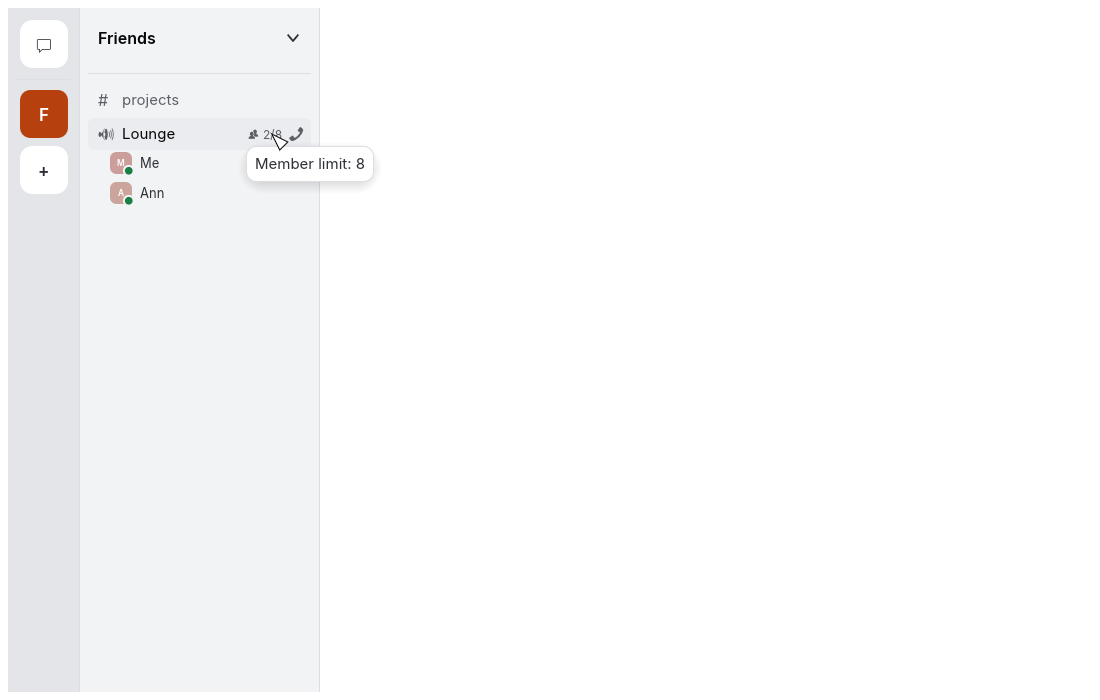 Friends
F
+
# projects
Lounge 2/8
Member limit: 8
M Me
A Ann